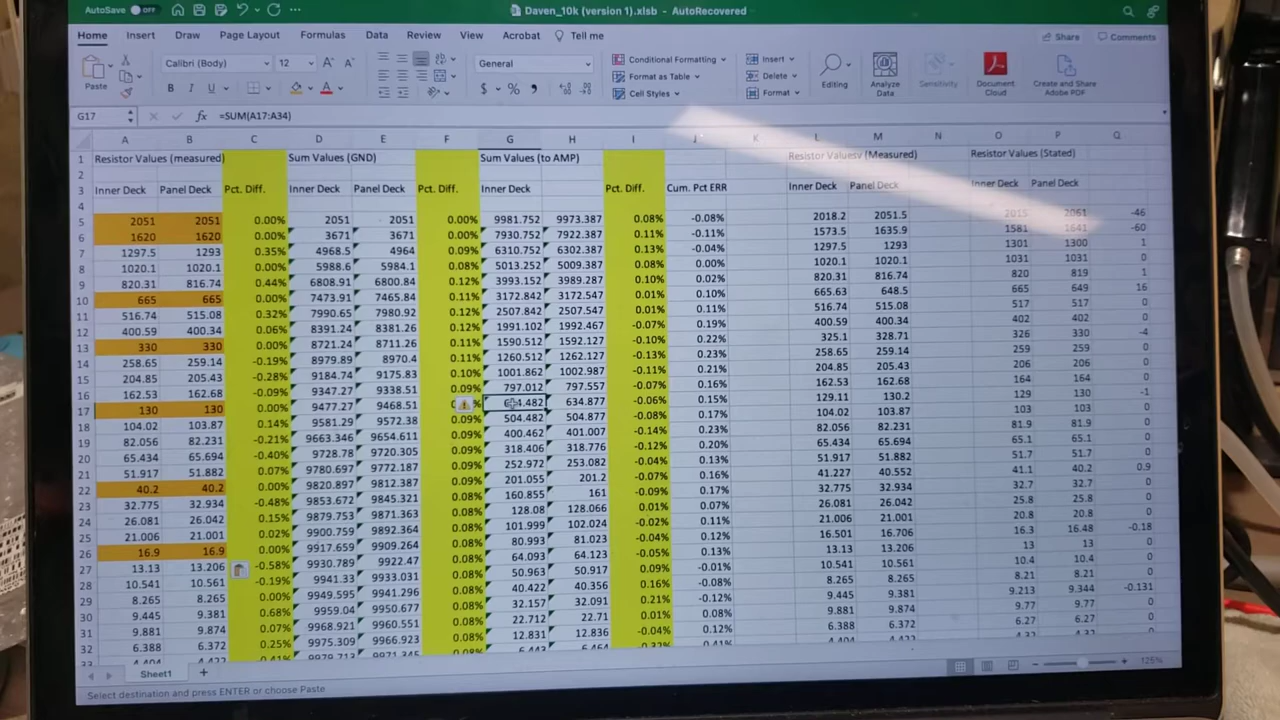 AutoSave OFF ... Daven_10k (version 1).xlsb - AutoRecovered
Home Insert Draw Page Layout Formulas Data Review View Acrobat Tell me Share Comments
Paste Calibri (Body) 12 A A General Conditional Formatting Insert Editing Analyze Data Sensitivity Document Cloud Create and Share Adobe PDF
B I U A $ % Format as Table Delete
Cell Styles Format
G17 fx =SUM(A17:A34)
A B C D E F G H I J K L M N O P Q
1 Resistor Values (measured) Sum Values (GND) Sum Values (to AMP) Resistor Valuesv (Measured) Resistor Values (Stated)
2
3 Inner Deck Panel Deck Pct. Diff. Inner Deck Panel Deck Pct. Diff. Inner Deck Pct. Diff. Cum. Pct ERR Inner Deck Panel Deck Inner Deck Panel Deck
4
5 2051 2051 0.00% 2051 2051 0.00% 9981.752 9973.387 0.08% -0.08% 2018.2 2051.5 2015 2061 -46
6 1620 1620 0.00% 3671 3671 0.00% 7930.752 7922.387 0.11% -0.11% 1573.5 1635.9 1581 1641 -60
7 1297.5 1293 0.35% 4968.5 4964 0.09% 6310.752 6302.387 0.13% -0.04% 1297.5 1293 1301 1300 1
8 1020.1 1020.1 0.00% 5988.6 5984.1 0.08% 5013.252 5009.387 0.08% 0.00% 1020.1 1020.1 1031 1031 0
9 820.31 816.74 0.44% 6808.91 6800.84 0.12% 3993.152 3989.287 0.10% 0.02% 820.31 816.74 820 819 1
10 665 665 0.00% 7473.91 7465.84 0.11% 3172.842 3172.547 0.01% 0.10% 665.63 648.5 665 649 16
11 516.74 515.08 0.32% 7990.65 7980.92 0.12% 2507.842 2507.547 0.01% 0.11% 516.74 515.08 517 517 0
12 400.59 400.34 0.06% 8391.24 8381.26 0.12% 1991.102 1992.467 -0.07% 0.19% 400.59 400.34 402 402 0
13 330 330 0.00% 8721.24 8711.26 0.11% 1590.512 1592.127 -0.10% 0.22% 325.1 328.71 326 330 -4
14 258.65 259.14 -0.19% 8979.89 8970.4 0.11% 1260.512 1262.127 -0.13% 0.23% 258.65 259.14 259 259 0
15 204.85 205.43 -0.28% 9184.74 9175.83 0.10% 1001.862 1002.987 -0.11% 0.21% 204.85 205.43 206 206 0
16 162.53 162.68 -0.09% 9347.27 9338.51 0.09% 797.012 797.557 -0.07% 0.16% 162.53 162.68 164 164 0
17 130 130 0.00% 9477.27 9468.51 634.877 -0.06% 0.15% 129.11 130.2 129 130 -1
18 104.02 103.87 0.14% 9581.29 9572.38 0.09% 504.482 504.877 -0.08% 0.17% 104.02 103.87 103 103 0
19 82.056 82.231 -0.21% 9663.346 9654.611 0.09% 400.462 401.007 -0.14% 0.23% 82.056 82.231 81.9 81.9 0
20 65.434 65.694 -0.40% 9728.78 9720.305 0.09% 318.406 318.776 -0.12% 0.20% 65.434 65.694 65.1 65.1 0
21 51.917 51.882 0.07% 9780.697 9772.187 0.09% 252.972 253.082 -0.04% 0.13% 51.917 51.882 51.7 51.7 0
22 40.2 40.2 0.00% 9820.897 9812.387 0.09% 201.055 201.2 -0.07% 0.16% 41.227 40.552 41.1 40.2 0.9
23 32.775 32.934 -0.48% 9853.672 9845.321 0.08% 160.855 161 -0.09% 0.17% 32.775 32.934 32.7 32.7 0
24 26.081 26.042 0.15% 9879.753 9871.363 0.08% 128.08 128.066 0.01% 0.07% 26.081 26.042 25.8 25.8 0
25 21.006 21.001 0.02% 9900.759 9892.364 0.08% 101.999 102.024 -0.02% 0.11% 21.006 21.001 20.8 20.8 0
26 16.9 16.9 0.00% 9917.659 9909.264 0.08% 80.993 81.023 -0.04% 0.12% 16.501 16.706 16.3 16.48 -0.18
27 13.13 13.206 -0.58% 9930.789 9922.47 0.08% 64.093 64.123 -0.05% 0.13% 13.13 13.206 13 13 0
28 10.541 10.561 -0.19% 9941.33 9933.031 0.08% 50.963 50.917 0.09% -0.01% 10.541 10.561 10.4 10.4 0
29 8.265 8.265 0.00% 9949.595 9941.296 0.08% 40.422 40.356 0.16% -0.08% 8.265 8.265 8.21 8.21 0
30 9.445 9.381 0.68% 9959.04 9950.677 0.08% 32.157 32.091 0.21% -0.12% 9.445 9.381 9.213 9.344 -0.131
31 9.881 9.874 0.07% 9968.921 9960.551 0.08% 22.712 22.71 0.01% 0.08% 9.881 9.874 9.77 9.77 0
32 6.388 6.372 0.25% 9975.309 9966.923 0.08% 12.831 12.836 -0.04% 0.12% 6.388 6.372 6.27 6.27 0
Sheet1 +
Select destination and press ENTER or choose Paste - + 125%